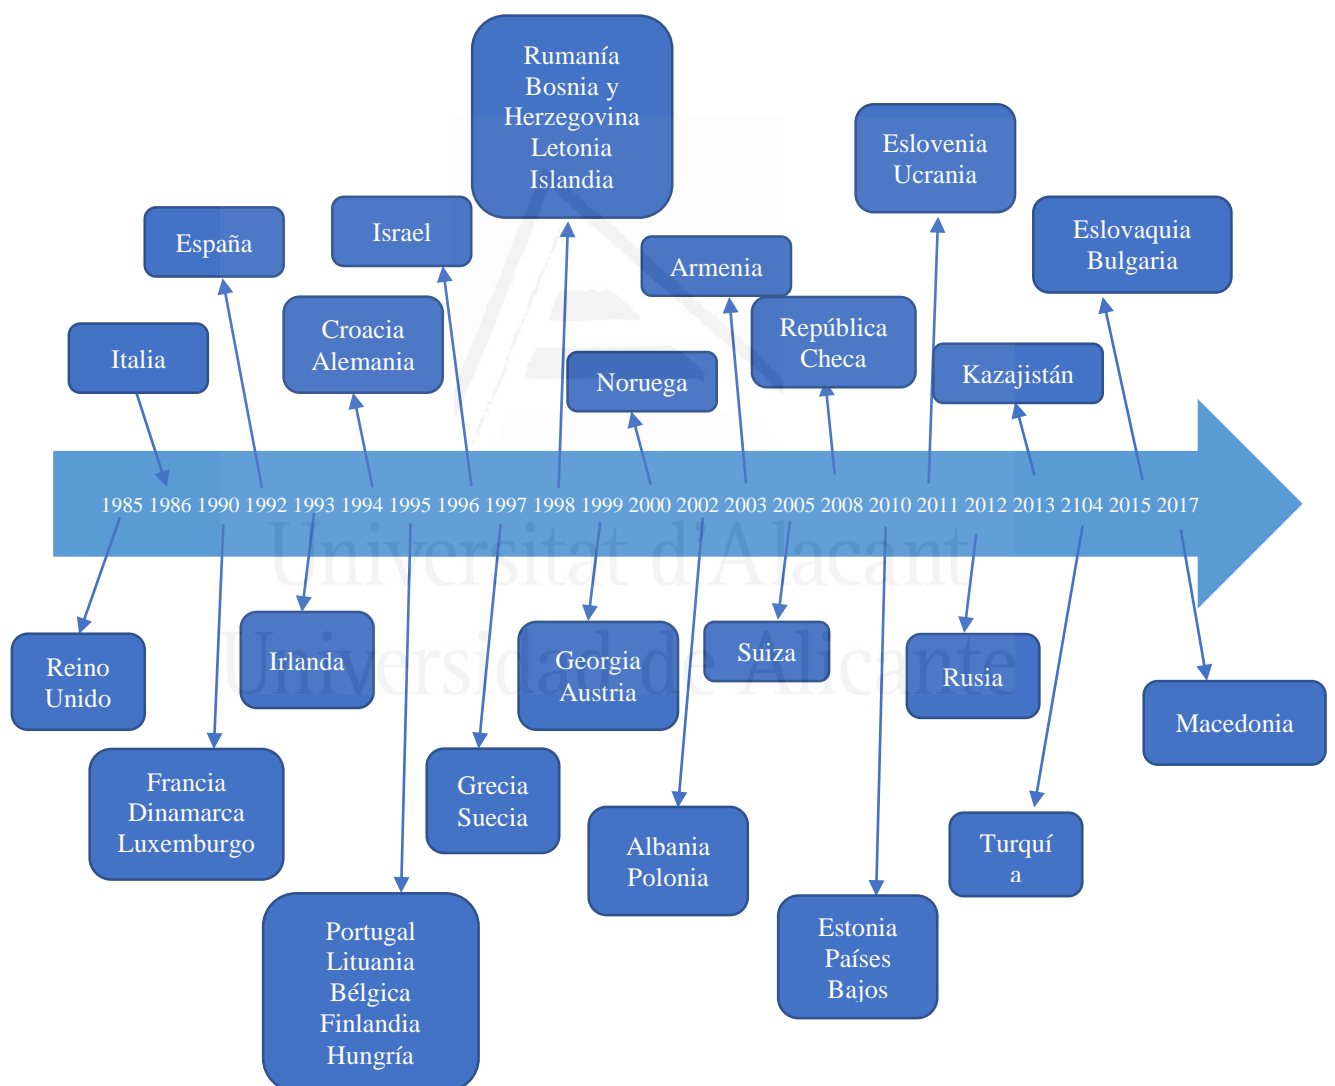 Rumanía
Bosnia y
Herzegovina
Letonia
Islandia
Eslovenia
Ucrania
España
Israel
Eslovaquia
Bulgaria
Armenia
Croacia
Alemania
República
Checa
Italia
Noruega
Kazajistán
1985 1986 1990 1992 1993 1994 1995 1996 1997 1998 1999 2000 2002 2003 2005 2008 2010 2011 2012 2013 2104 2015 2017
Universitat d'Alacant
Universidad de Alicante
Reino
Unido
Irlanda
Georgia
Austria
Suiza
Rusia
Macedonia
Francia
Dinamarca
Luxemburgo
Grecia
Suecia
Albania
Polonia
Turquí
a
Portugal
Lituania
Bélgica
Finlandia
Hungría
Estonia
Países
Bajos